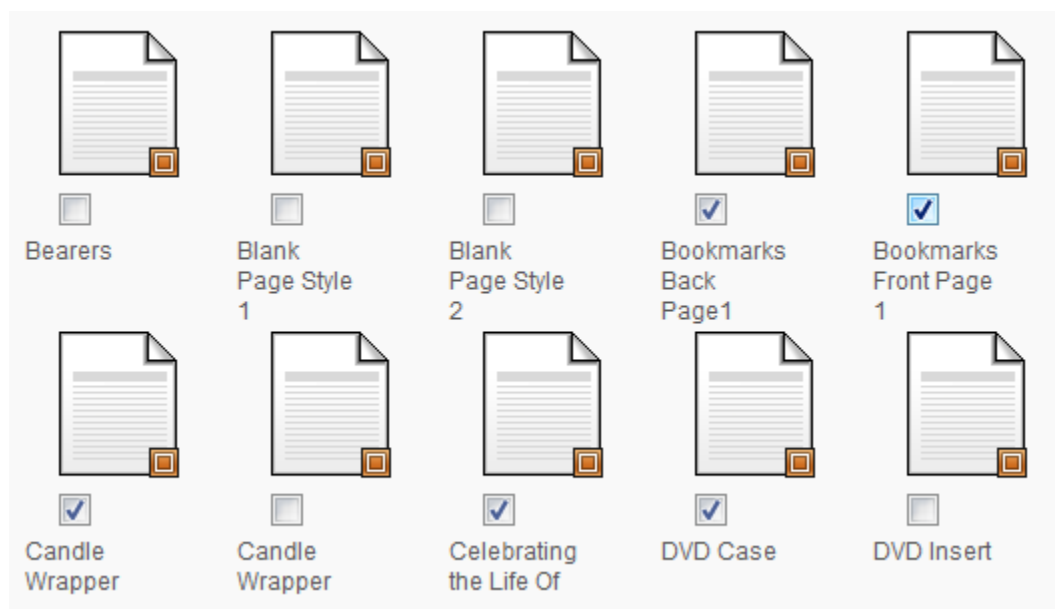 Bearers
Blank
Page Style
1
Blank
Page Style
2
Bookmarks
Back
Page1
Bookmarks
Front Page
1
Candle
Wrapper
Candle
Wrapper
Celebrating
the Life Of
DVD Case
DVD Insert